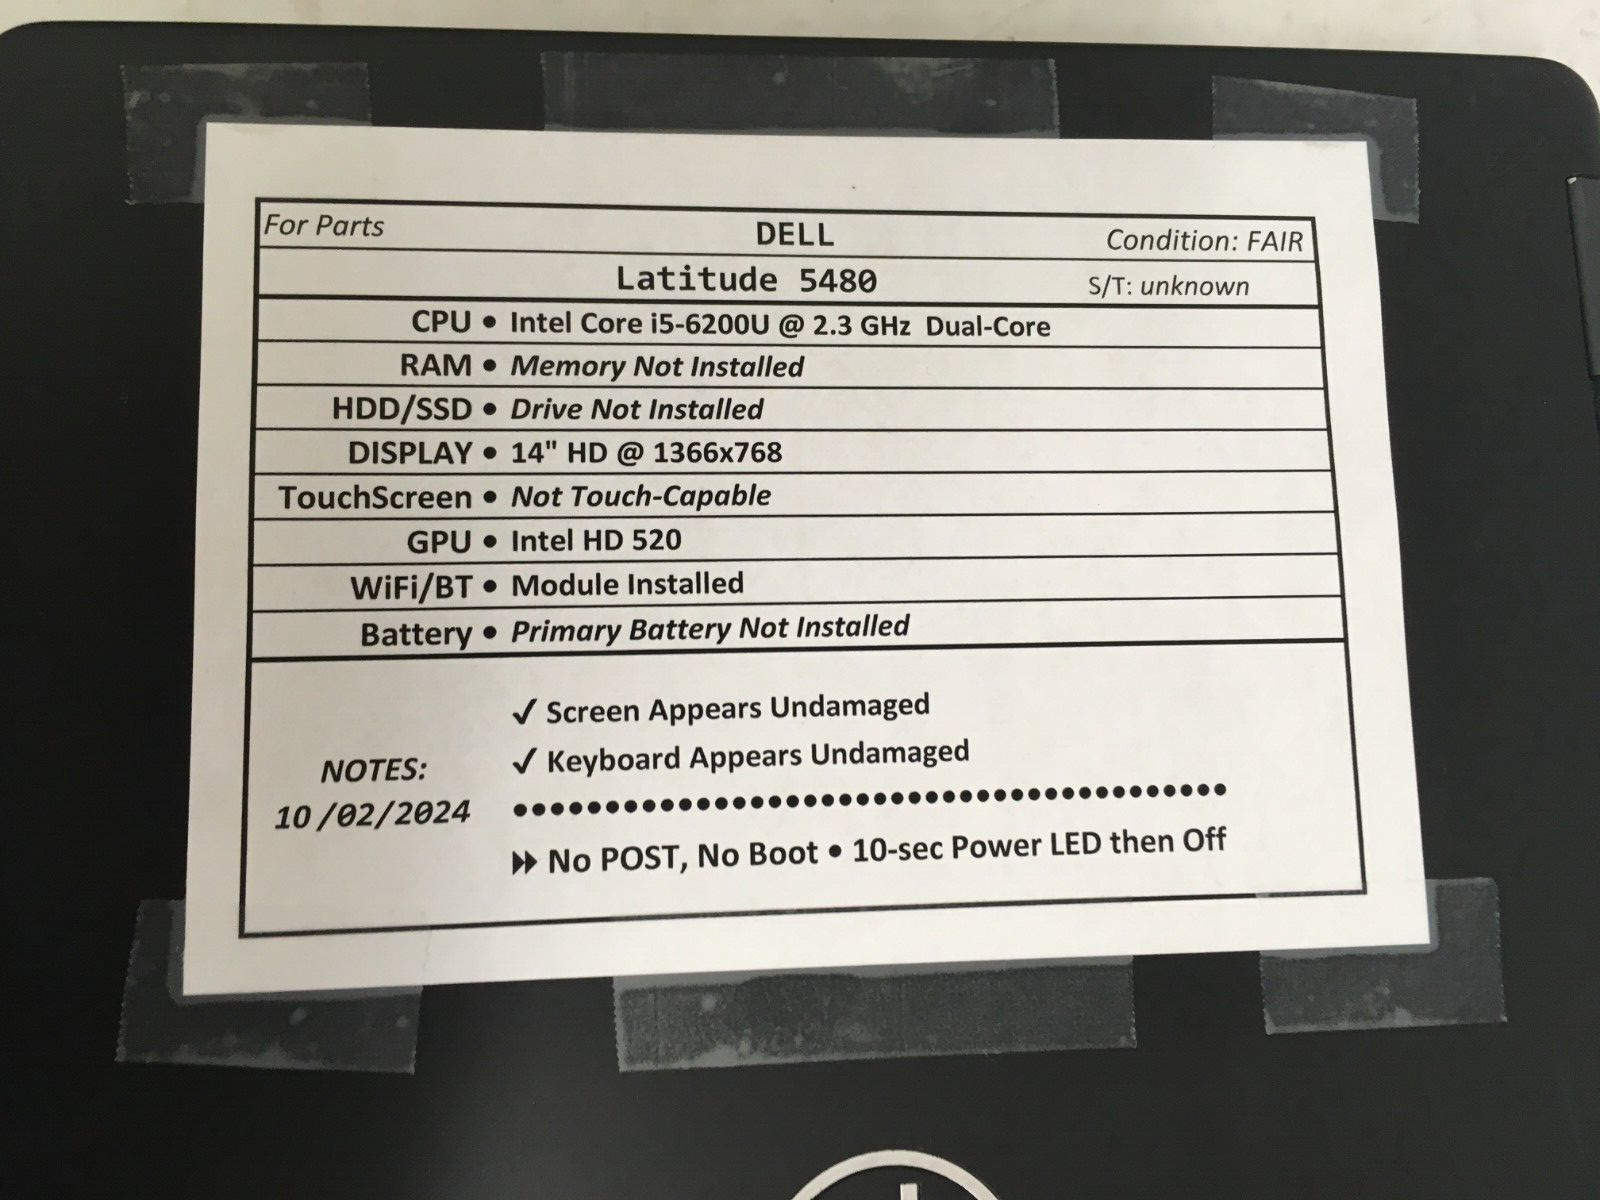 For Parts DELL Condition: FAIR
Latitude 5480 S/T: unknown
CPU • Intel Core i5-6200U @ 2.3 GHz Dual-Core
RAM • Memory Not Installed
HDD/SSD • Drive Not Installed
DISPLAY • 14" HD @ 1366x768
TouchScreen • Not Touch-Capable
GPU • Intel HD 520
WiFi/BT • Module Installed
Battery • Primary Battery Not Installed
✓ Screen Appears Undamaged
✓ Keyboard Appears Undamaged
NOTES:
10/02/2024
•••••••••••••••••••••••••••••••••••••••
▸▸ No POST, No Boot • 10-sec Power LED then Off